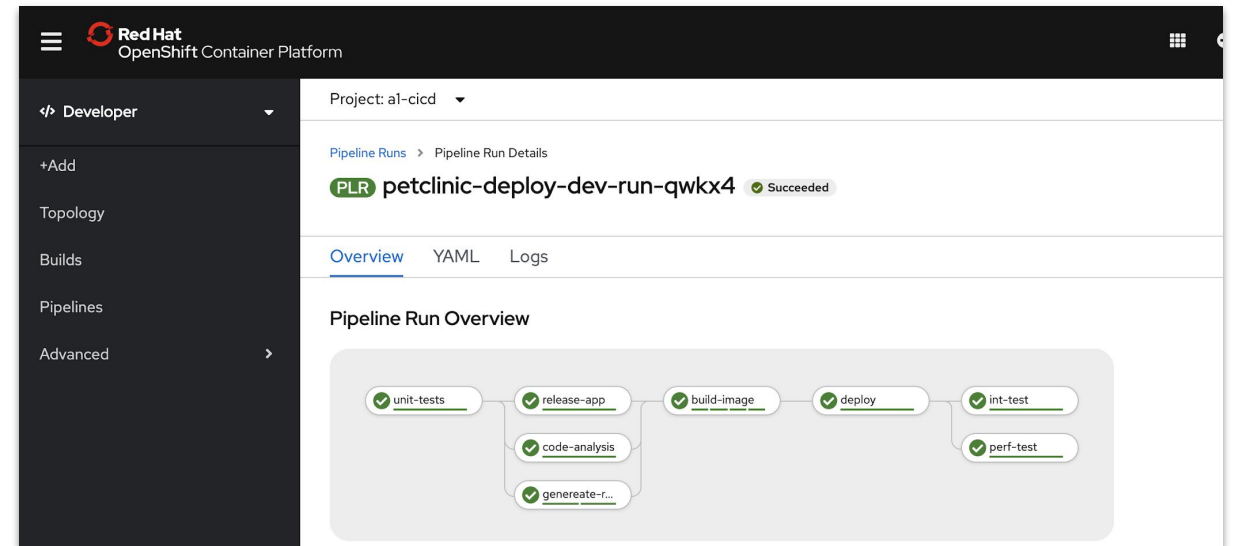 Red Hat
OpenShift Container Platform
</> Developer
+Add
Topology
Builds
Pipelines
Advanced
Project: a1-cicd
Pipeline Runs > Pipeline Run Details
PLR petclinic-deploy-dev-run-qwkx4 Succeeded
Overview YAML Logs
Pipeline Run Overview
unit-tests release-app build-image deploy int-test
code-analysis perf-test
genereate-r...